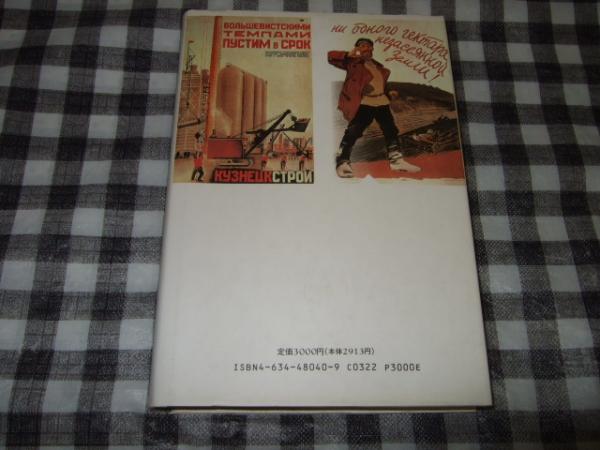 БОЛЬШЕВИСТСКИМИ
ТЕМПАМИ
ПУСТИМ В СРОК
КУЗНЕЦКСТРОЙ
ни одного гектара
незасеянной
земли
定価3000円(本体2913円)
ISBN4-634-48040-9 C0322 P3000E